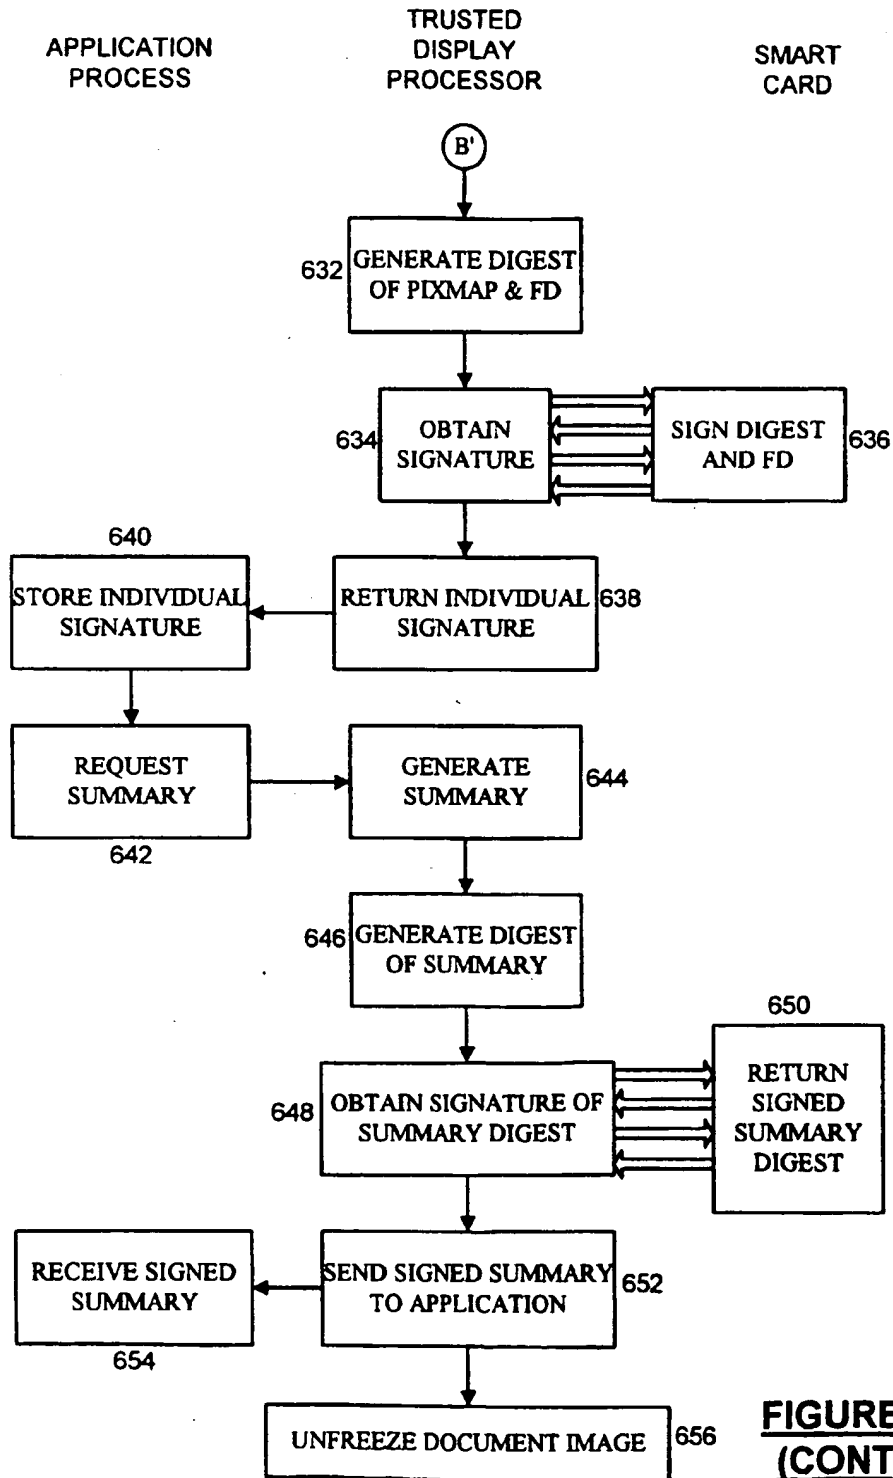 APPLICATION
PROCESS
TRUSTED
DISPLAY
PROCESSOR
SMART
CARD
B'
632
GENERATE DIGEST
OF PIXMAP & FD
634
OBTAIN
SIGNATURE
SIGN DIGEST
AND FD
636
640
STORE INDIVIDUAL
SIGNATURE
RETURN INDIVIDUAL
SIGNATURE
638
REQUEST
SUMMARY
642
GENERATE
SUMMARY
644
646
GENERATE DIGEST
OF SUMMARY
650
648
OBTAIN SIGNATURE OF
SUMMARY DIGEST
RETURN
SIGNED
SUMMARY
DIGEST
RECEIVE SIGNED
SUMMARY
654
SEND SIGNED SUMMARY
TO APPLICATION
652
UNFREEZE DOCUMENT IMAGE
656
FIGURE
(CONT